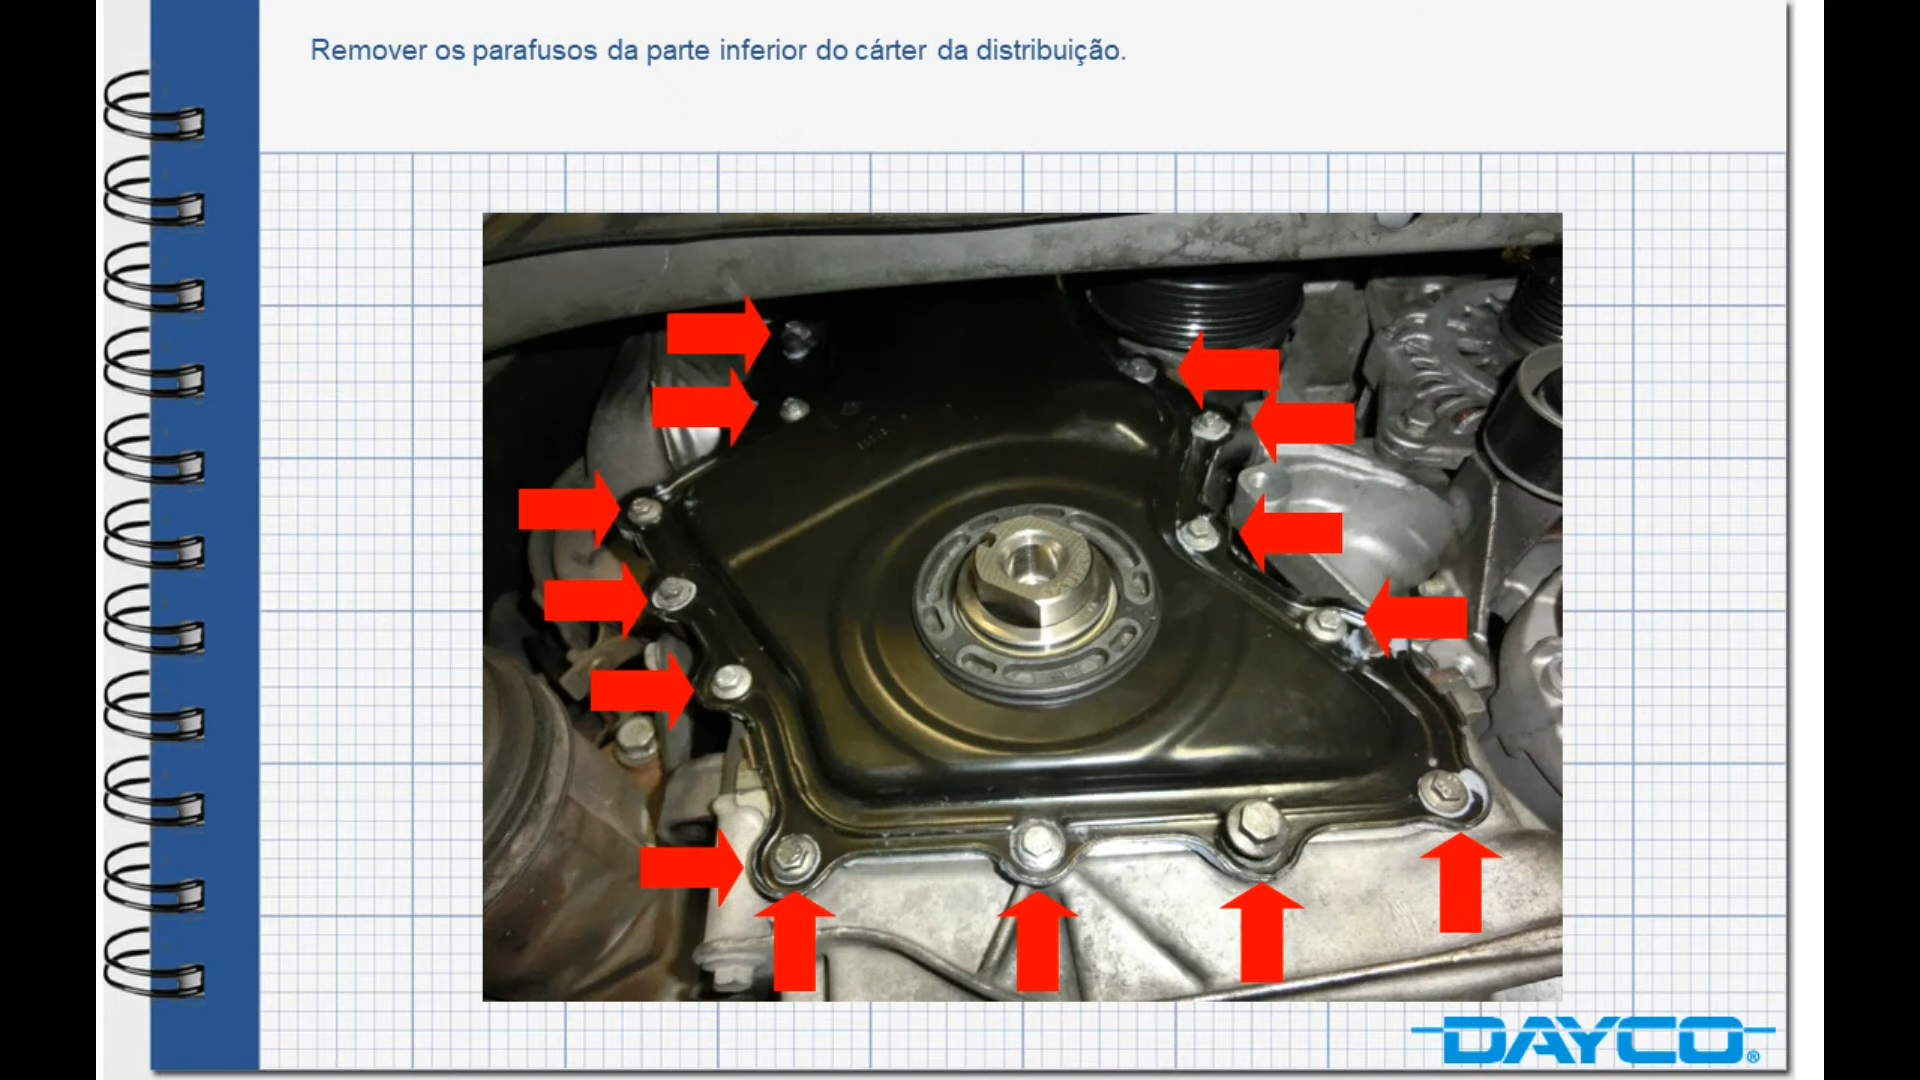 Remover os parafusos da parte inferior do cárter da distribuição.
DAYCO®